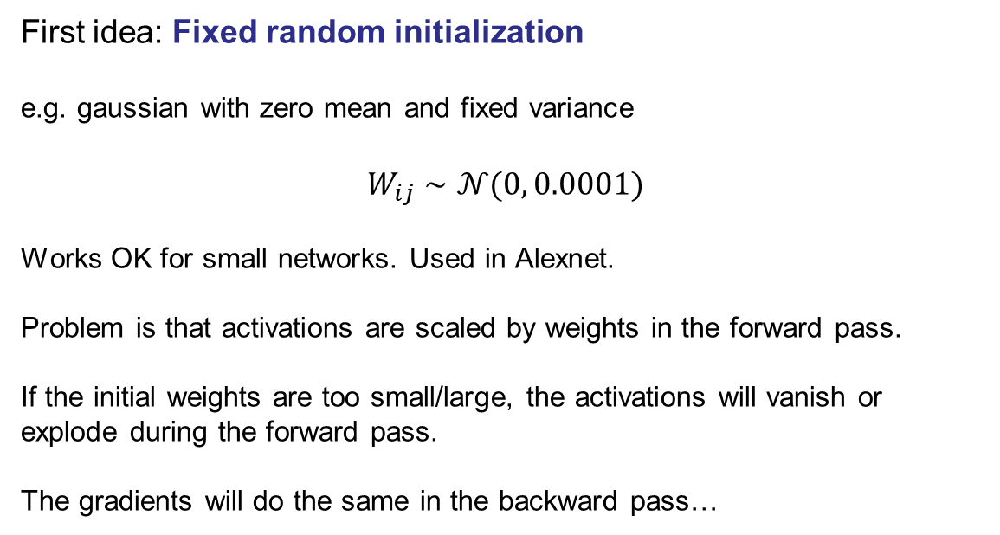 First idea: Fixed random initialization
e.g. gaussian with zero mean and fixed variance
W_{ij} ~ 𝒩(0, 0.0001)
Works OK for small networks. Used in Alexnet.
Problem is that activations are scaled by weights in the forward pass.
If the initial weights are too small/large, the activations will vanish or
explode during the forward pass.
The gradients will do the same in the backward pass…